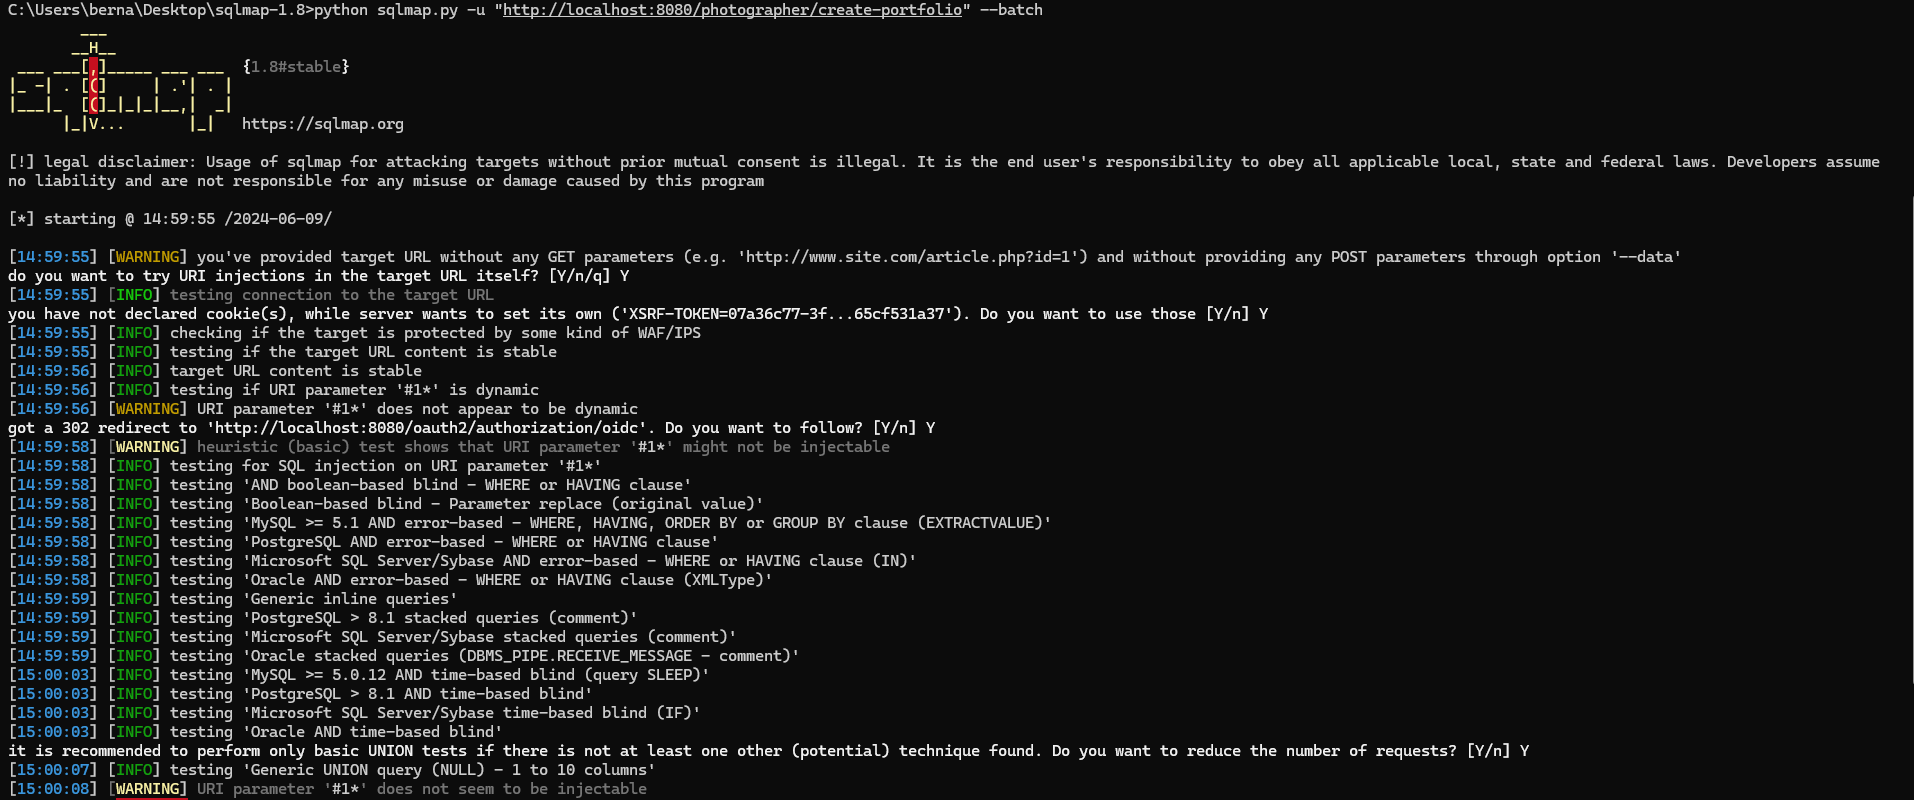 C:\Users\berna\Desktop\sqlmap-1.8>python sqlmap.py -u "http://localhost:8080/photographer/create-portfolio" --batch
        ___
       __H__
 ___ ___[,]_____ ___ ___  {1.8#stable}
|_ -| . [(]     | .'| . |
|___|_  [(]_|_|_|__,|  _|
      |_|V...       |_|   https://sqlmap.org
[!] legal disclaimer: Usage of sqlmap for attacking targets without prior mutual consent is illegal. It is the end user's responsibility to obey all applicable local, state and federal laws. Developers assume
no liability and are not responsible for any misuse or damage caused by this program
[*] starting @ 14:59:55 /2024-06-09/
[14:59:55] [WARNING] you've provided target URL without any GET parameters (e.g. 'http://www.site.com/article.php?id=1') and without providing any POST parameters through option '--data'
do you want to try URI injections in the target URL itself? [Y/n/q] Y
[14:59:55] [INFO] testing connection to the target URL
you have not declared cookie(s), while server wants to set its own ('XSRF-TOKEN=07a36c77-3f...65cf531a37'). Do you want to use those [Y/n] Y
[14:59:55] [INFO] checking if the target is protected by some kind of WAF/IPS
[14:59:55] [INFO] testing if the target URL content is stable
[14:59:56] [INFO] target URL content is stable
[14:59:56] [INFO] testing if URI parameter '#1*' is dynamic
[14:59:56] [WARNING] URI parameter '#1*' does not appear to be dynamic
got a 302 redirect to 'http://localhost:8080/oauth2/authorization/oidc'. Do you want to follow? [Y/n] Y
[14:59:58] [WARNING] heuristic (basic) test shows that URI parameter '#1*' might not be injectable
[14:59:58] [INFO] testing for SQL injection on URI parameter '#1*'
[14:59:58] [INFO] testing 'AND boolean-based blind - WHERE or HAVING clause'
[14:59:58] [INFO] testing 'Boolean-based blind - Parameter replace (original value)'
[14:59:58] [INFO] testing 'MySQL >= 5.1 AND error-based - WHERE, HAVING, ORDER BY or GROUP BY clause (EXTRACTVALUE)'
[14:59:58] [INFO] testing 'PostgreSQL AND error-based - WHERE or HAVING clause'
[14:59:58] [INFO] testing 'Microsoft SQL Server/Sybase AND error-based - WHERE or HAVING clause (IN)'
[14:59:58] [INFO] testing 'Oracle AND error-based - WHERE or HAVING clause (XMLType)'
[14:59:59] [INFO] testing 'Generic inline queries'
[14:59:59] [INFO] testing 'PostgreSQL > 8.1 stacked queries (comment)'
[14:59:59] [INFO] testing 'Microsoft SQL Server/Sybase stacked queries (comment)'
[14:59:59] [INFO] testing 'Oracle stacked queries (DBMS_PIPE.RECEIVE_MESSAGE - comment)'
[15:00:03] [INFO] testing 'MySQL >= 5.0.12 AND time-based blind (query SLEEP)'
[15:00:03] [INFO] testing 'PostgreSQL > 8.1 AND time-based blind'
[15:00:03] [INFO] testing 'Microsoft SQL Server/Sybase time-based blind (IF)'
[15:00:03] [INFO] testing 'Oracle AND time-based blind'
it is recommended to perform only basic UNION tests if there is not at least one other (potential) technique found. Do you want to reduce the number of requests? [Y/n] Y
[15:00:07] [INFO] testing 'Generic UNION query (NULL) - 1 to 10 columns'
[15:00:08] [WARNING] URI parameter '#1*' does not seem to be injectable